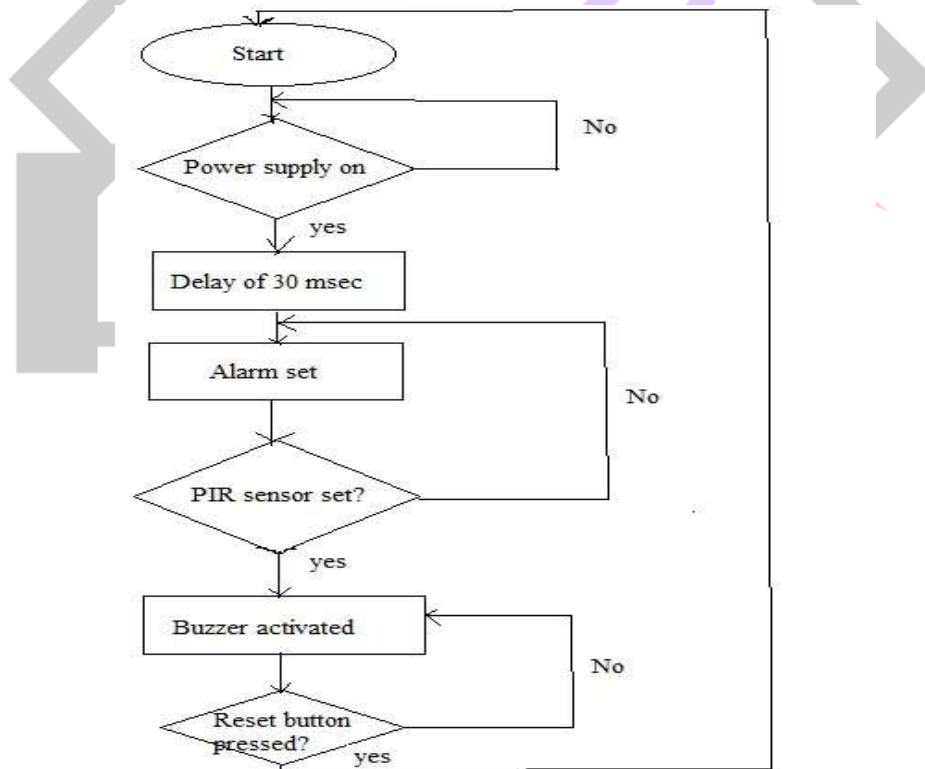 Start
No
Power supply on
yes
Delay of 30 msec
Alarm set
No
PIR sensor set?
yes
Buzzer activated
No
Reset button
pressed?
yes